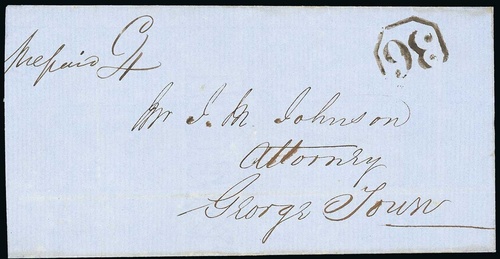 Prepaid 4
36
Mr J. M. Johnson
Attorney
George Town